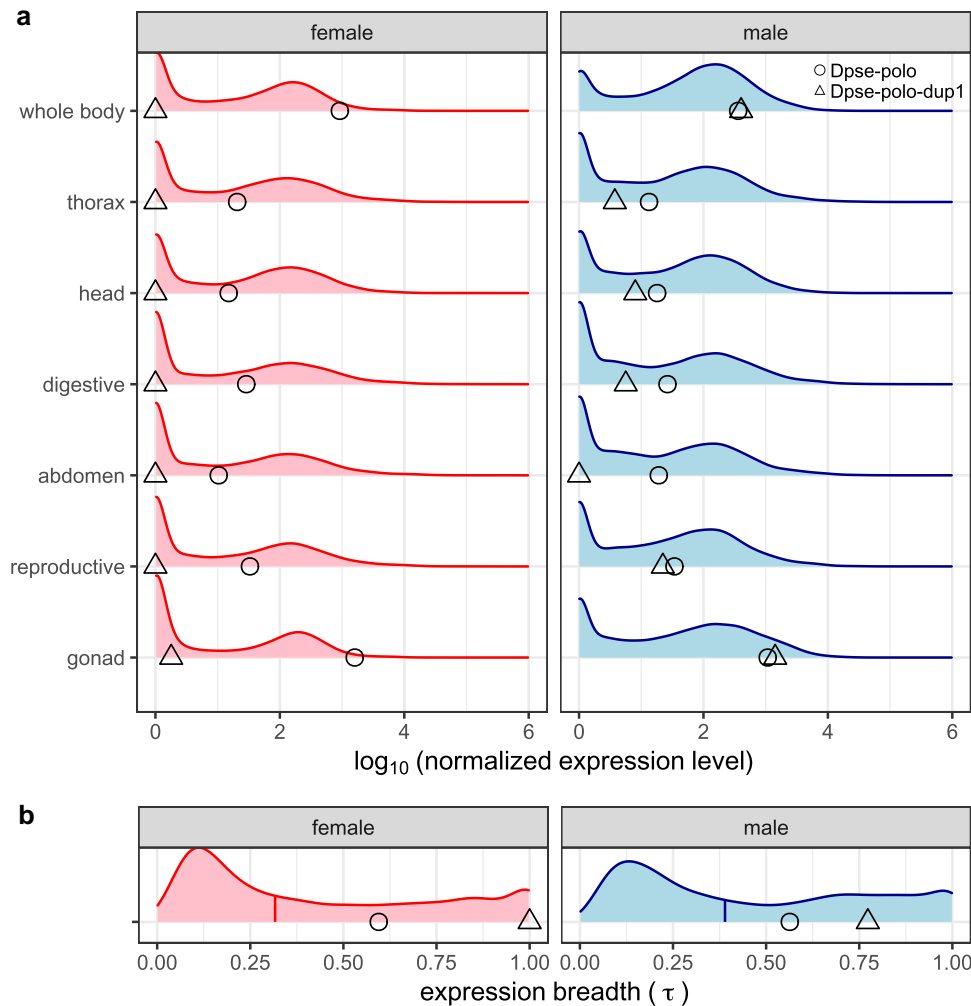 a
female
male
Dpse-polo
Dpse-polo-dup1
whole body
thorax
head
digestive
abdomen
reproductive
gonad
0 2 4 6
0 2 4 6
log₁₀ (normalized expression level)
b
female
male
0.00 0.25 0.50 0.75 1.00
0.00 0.25 0.50 0.75 1.00
expression breadth ( τ )